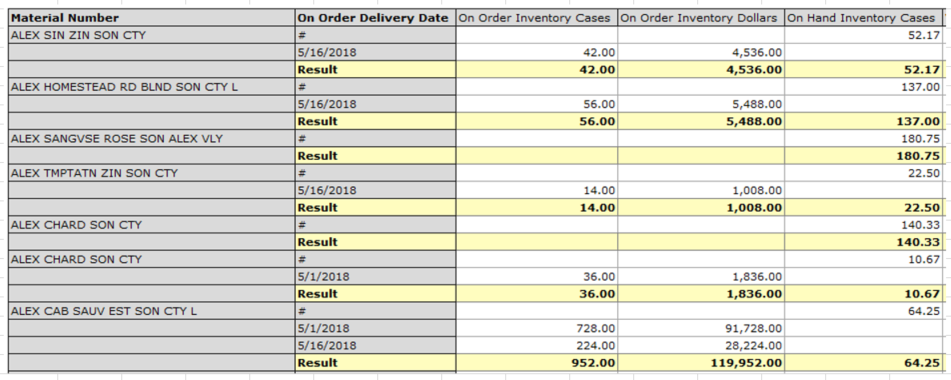 Material Number On Order Delivery Date On Order Inventory Cases On Order Inventory Dollars On Hand Inventory Cases
ALEX SIN ZIN SON CTY # 52.17
5/16/2018 42.00 4,536.00
Result 42.00 4,536.00 52.17
ALEX HOMESTEAD RD BLND SON CTY L # 137.00
5/16/2018 56.00 5,488.00
Result 56.00 5,488.00 137.00
ALEX SANGVSE ROSE SON ALEX VLY # 180.75
Result 180.75
ALEX TMPTATN ZIN SON CTY # 22.50
5/16/2018 14.00 1,008.00
Result 14.00 1,008.00 22.50
ALEX CHARD SON CTY # 140.33
Result 140.33
ALEX CHARD SON CTY # 10.67
5/1/2018 36.00 1,836.00
Result 36.00 1,836.00 10.67
ALEX CAB SAUV EST SON CTY L # 64.25
5/1/2018 728.00 91,728.00
5/16/2018 224.00 28,224.00
Result 952.00 119,952.00 64.25